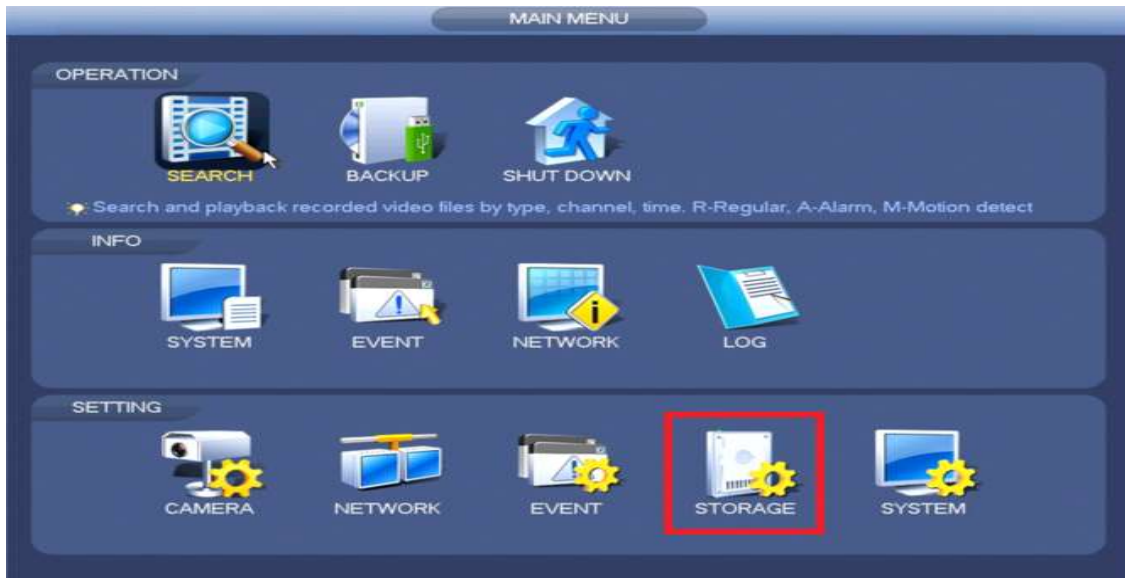 MAIN MENU
OPERATION
SEARCH BACKUP SHUT DOWN
Search and playback recorded video files by type, channel, time. R-Regular, A-Alarm, M-Motion detect
INFO
SYSTEM EVENT NETWORK LOG
SETTING
CAMERA NETWORK EVENT STORAGE SYSTEM